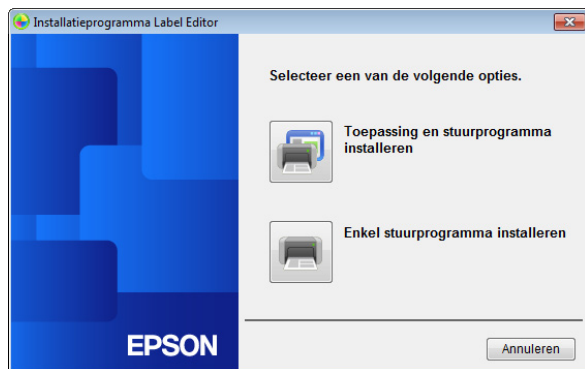 Installatieprogramma Label Editor
Selecteer een van de volgende opties.
Toepassing en stuurprogramma
installeren
Enkel stuurprogramma installeren
EPSON
Annuleren